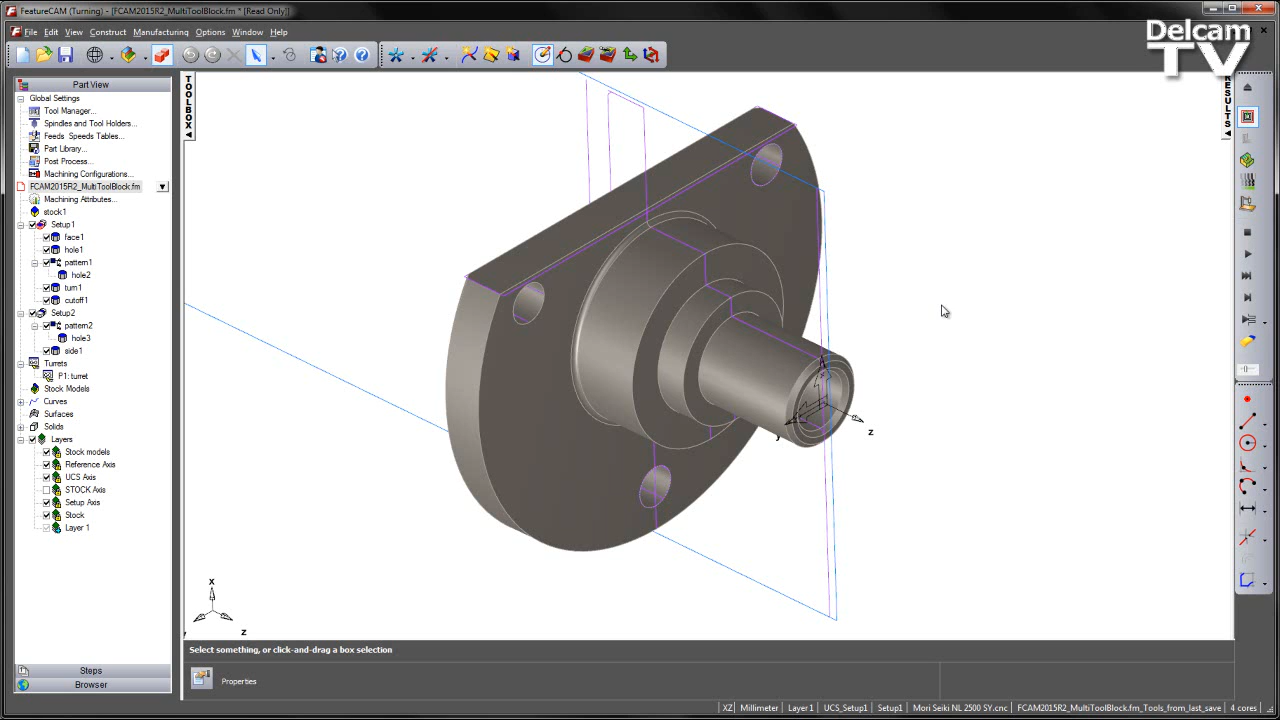 FeatureCAM (Turning) - [FCAM2015R2_MultiToolBlock.fm * [Read Only]]
File Edit View Construct Manufacturing Options Window Help
Delcam
TV
Part View
TOOLBOX
RESULTS
Global Settings
Tool Manager...
Spindles and Tool Holders...
Feeds Speeds Tables...
Part Library...
Post Process...
Machining Configurations...
FCAM2015R2_MultiToolBlock.fm
Machining Attributes...
stock1
Setup1
face1
hole1
pattern1
hole2
turn1
cutoff1
Setup2
pattern2
hole3
side1
Turrets
P1: turret
Stock Models
Curves
Surfaces
Solids
Layers
Stock models
Reference Axis
UCS Axis
STOCK Axis
Setup Axis
Stock
Layer 1
x
y
z
X
Z
Select something, or click-and-drag a box selection
Steps
Browser
Properties
XZ Millimeter Layer 1 UCS_Setup1 Setup1 Mori Seiki NL 2500 SY.cnc FCAM2015R2_MultiToolBlock.fm_Tools_from_last_save 4 cores